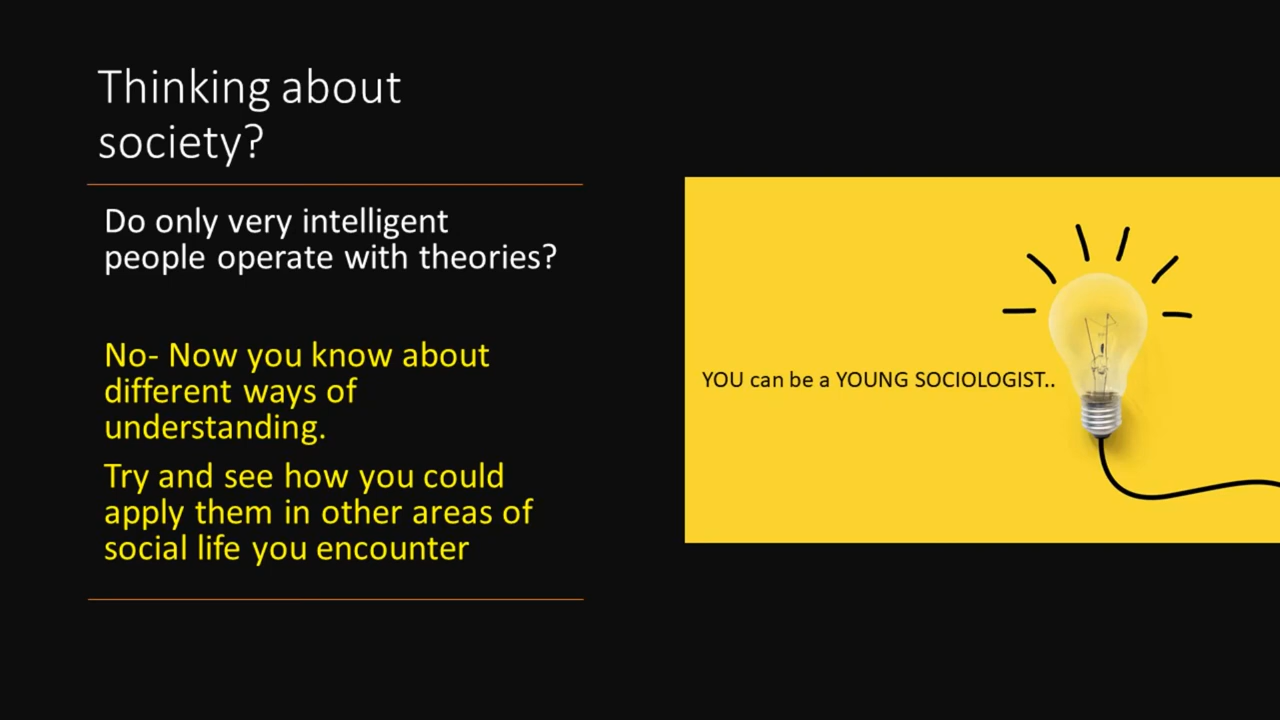 Thinking about
society?
Do only very intelligent
people operate with theories?
No- Now you know about
different ways of
understanding.
Try and see how you could
apply them in other areas of
social life you encounter
YOU can be a YOUNG SOCIOLOGIST..